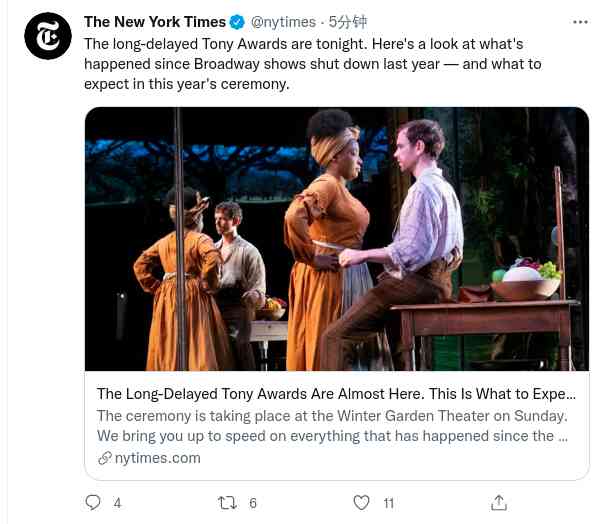 The New York Times @nytimes · 5分钟
The long-delayed Tony Awards are tonight. Here's a look at what's
happened since Broadway shows shut down last year — and what to
expect in this year's ceremony.
The Long-Delayed Tony Awards Are Almost Here. This Is What to Expe...
The ceremony is taking place at the Winter Garden Theater on Sunday.
We bring you up to speed on everything that has happened since the ...
nytimes.com
4 6 11